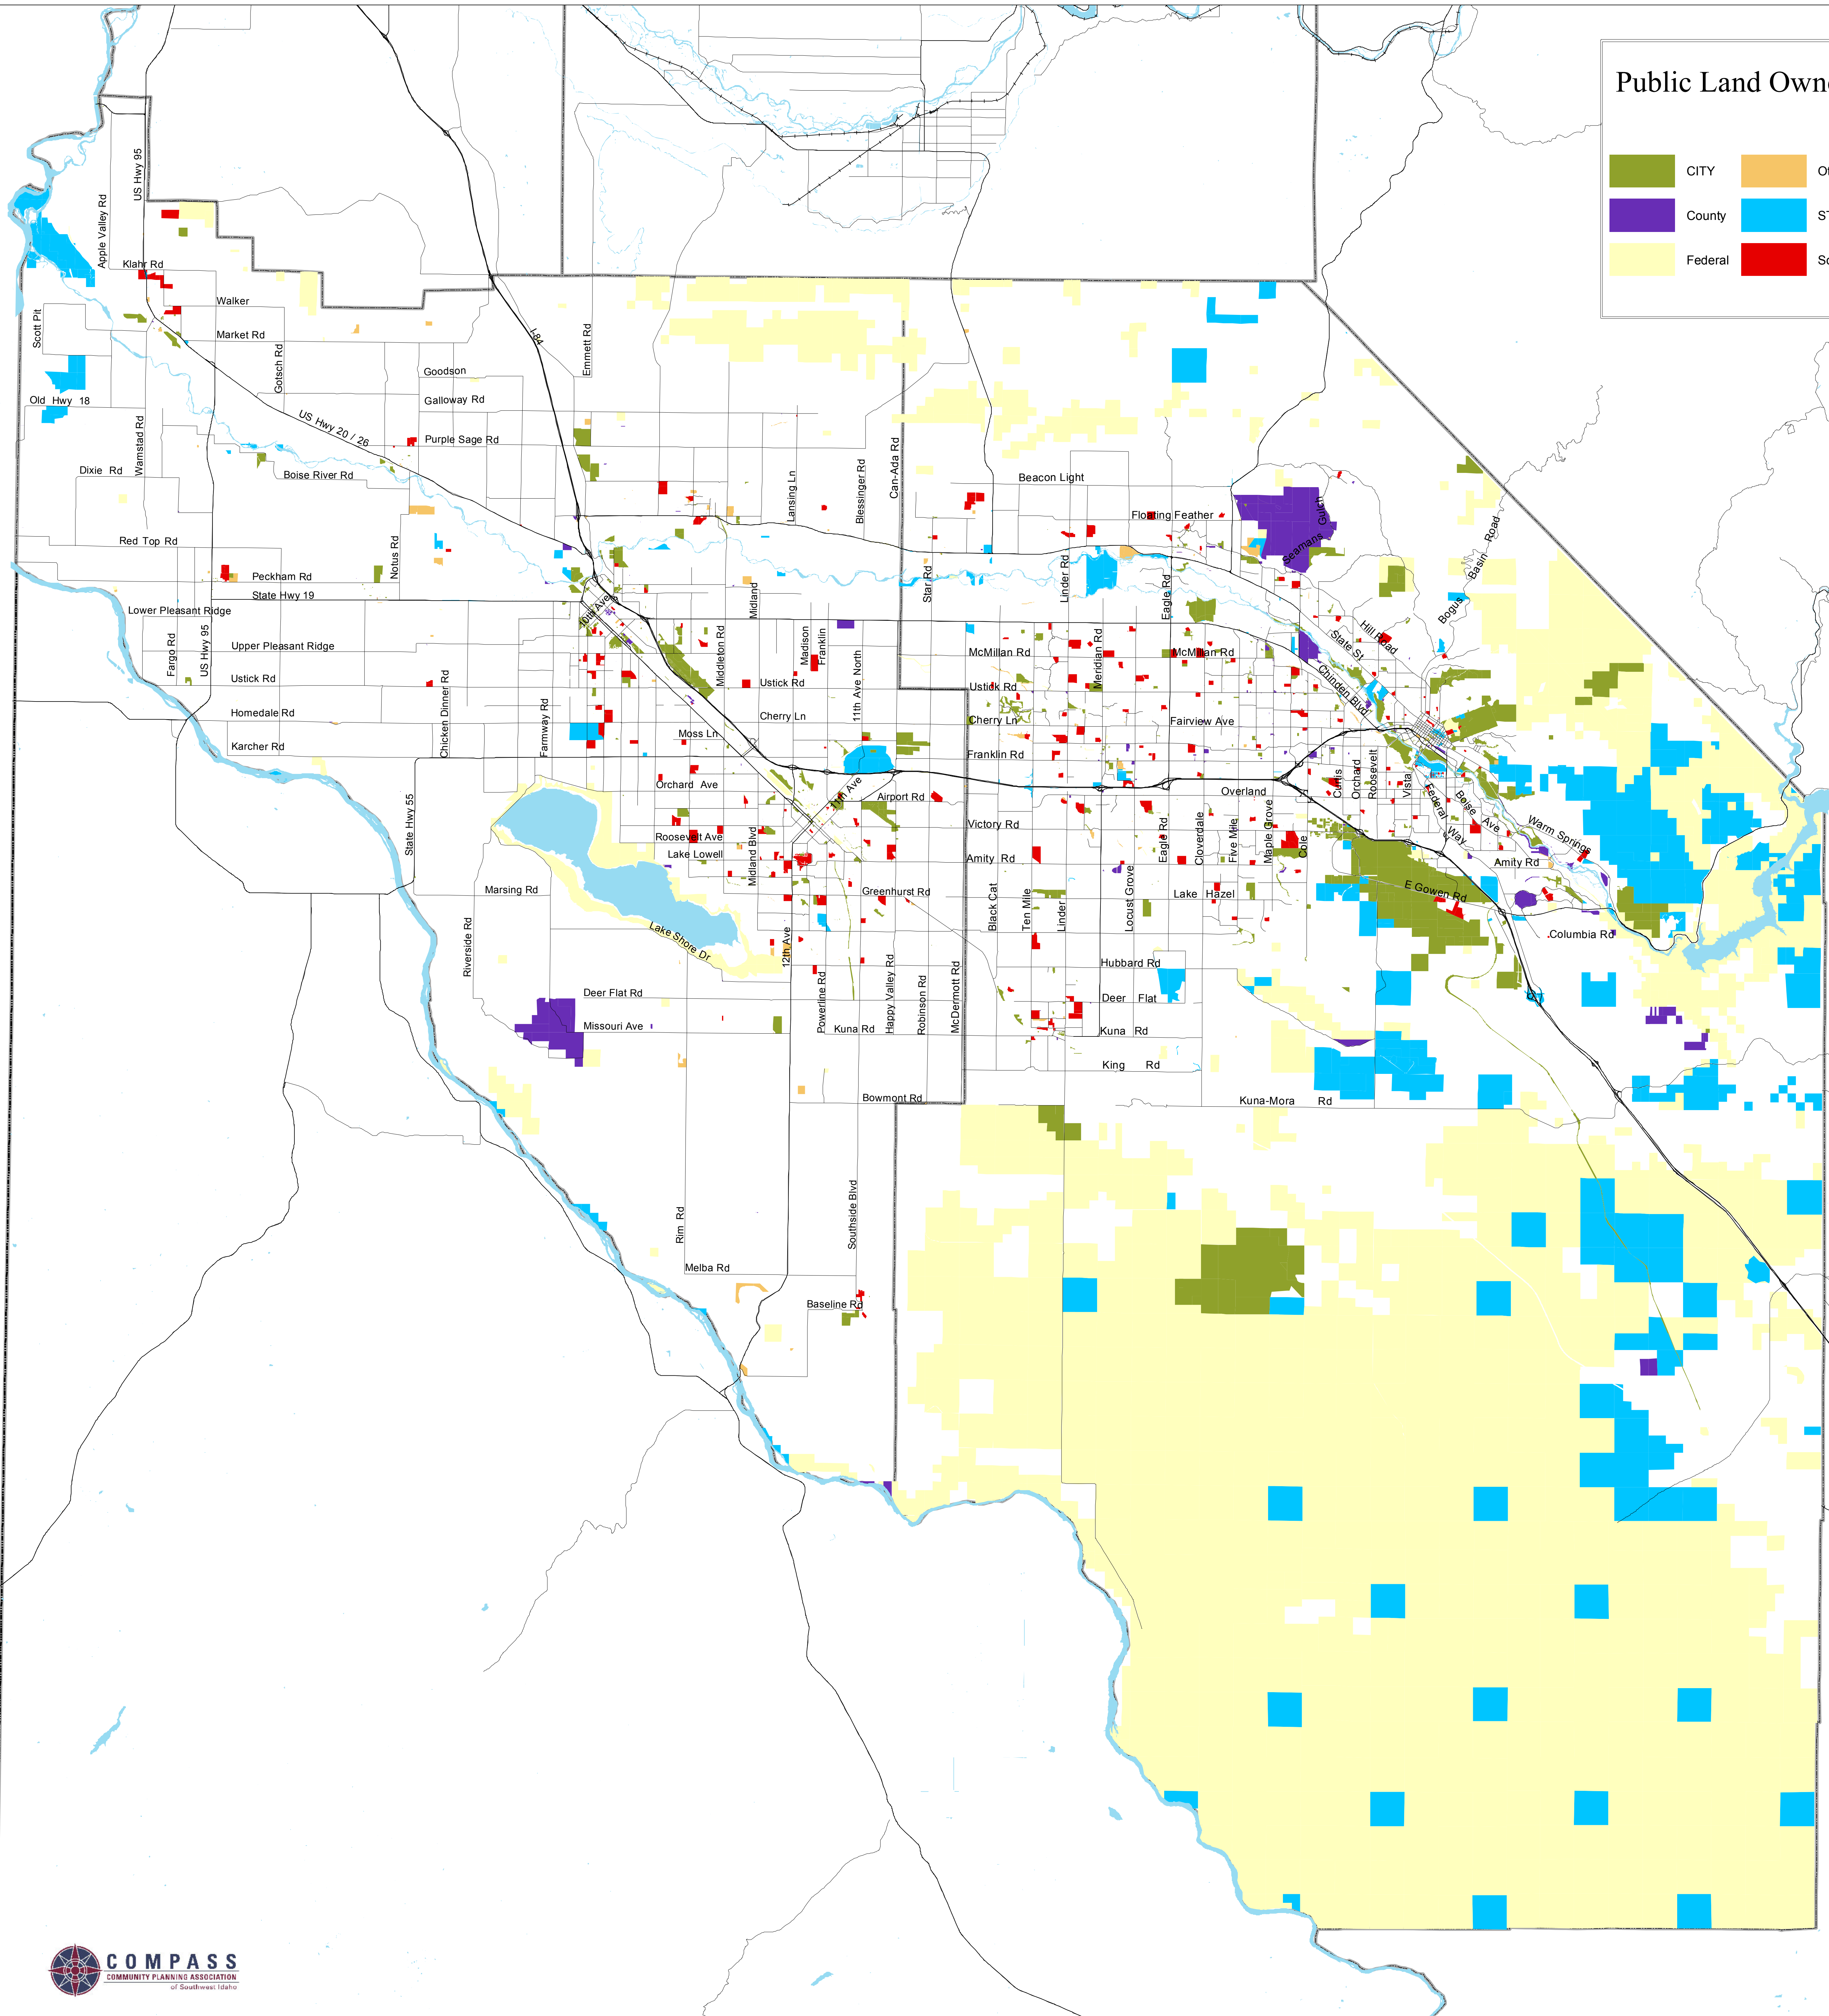 Public Land Own
CITY
Ot
County
ST
Federal
Sc
US Hwy 95
Apple Valley Rd
Klahr Rd
Walker
Scott Pit
Market Rd
I-84
Emmett Rd
Gotsch Rd
Goodson
Galloway Rd
Old Hwy 18
US Hwy 20 / 26
Purple Sage Rd
Wamstad Rd
Can-Ada Rd
Dixie Rd
Boise River Rd
Lansing Ln
Blessinger Rd
Beacon Light
Floating Feather
Gulch
Seamans
Basin Road
Bogus
Red Top Rd
Notus Rd
Peckham Rd
State Hwy 19
Lower Pleasant Ridge
10th Ave
Midland
Star Rd
Linder Rd
Eagle Rd
Fargo Rd
US Hwy 95
Upper Pleasant Ridge
Middleton Rd
Madison
Franklin
McMillan Rd
Meridian Rd
McMillan Rd
State St
Hill Road
Ustick Rd
Chicken Dinner Rd
Farmway Rd
Ustick Rd
11th Ave North
Ustick Rd
Chinden Blvd
Homedale Rd
Cherry Ln
Cherry Ln
Fairview Ave
Karcher Rd
Moss Ln
Franklin Rd
State Hwy 55
Orchard Ave
11th Ave
Airport Rd
Overland
Curtis
Orchard
Roosevelt
Vista
Federal Way
Boise Ave
Warm Springs
Roosevelt Ave
Midland Blvd
Victory Rd
Eagle Rd
Cloverdale
Five Mile
Maple Grove
Cole
Lake Lowell
Amity Rd
Amity Rd
Marsing Rd
Greenhurst Rd
Black Cat
Ten Mile
Linder
Locust Grove
Lake Hazel
E Gowen Rd
Riverside Rd
Lake Shore Dr
12th Ave
Columbia Rd
Hubbard Rd
Deer Flat Rd
Powerline Rd
Happy Valley Rd
Robinson Rd
McDermott Rd
Deer Flat
Missouri Ave
Kuna Rd
Kuna Rd
King Rd
Bowmont Rd
Kuna-Mora Rd
Rim Rd
Southside Blvd
Melba Rd
Baseline Rd
COMPASS
COMMUNITY PLANNING ASSOCIATION
of Southwest Idaho